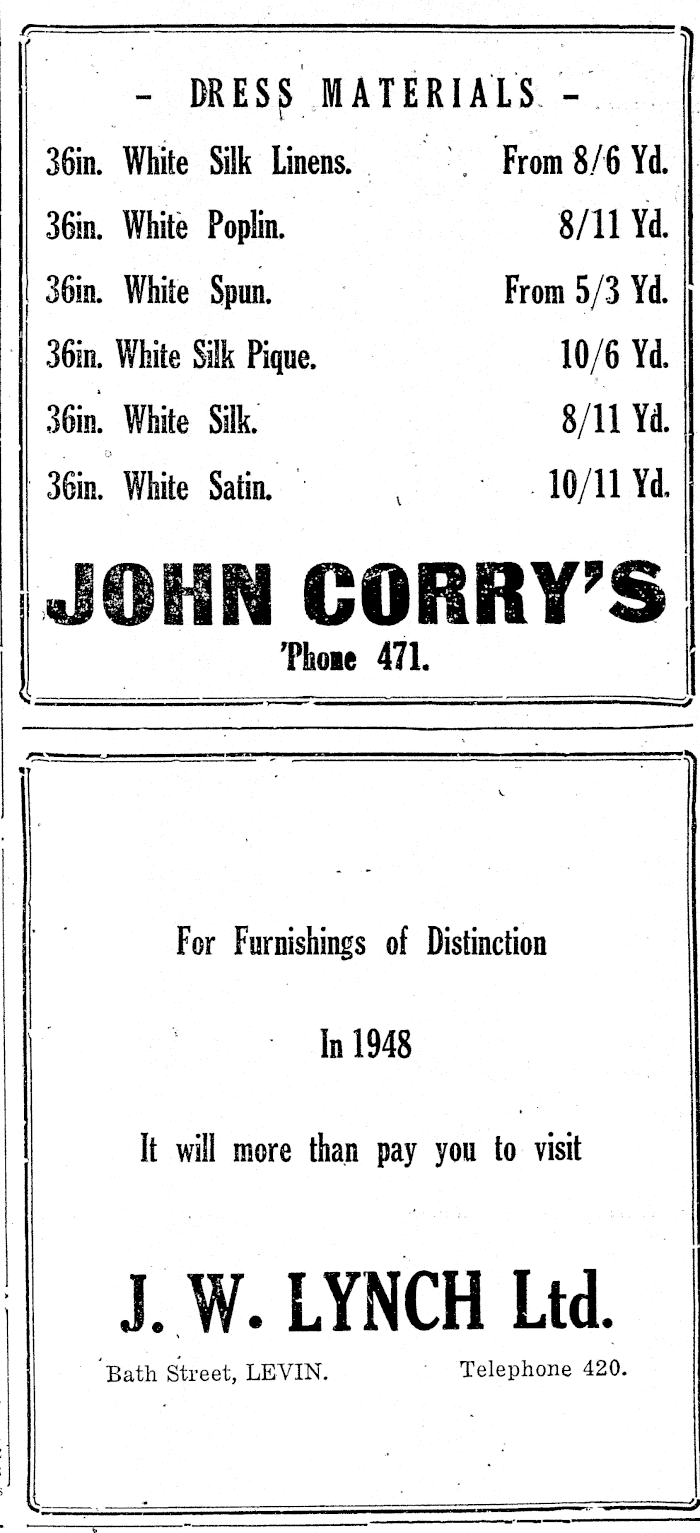 - DRESS MATERIALS -
36in. White Silk Linens. From 8/6 Yd.
36in. White Poplin. 8/11 Yd.
36in. White Spun. From 5/3 Yd.
36in. White Silk Pique. 10/6 Yd.
36in. White Silk. 8/11 Yd.
36in. White Satin. 10/11 Yd.
JOHN CORRY'S
'Phone 471.
For Furnishings of Distinction
In 1948
It will more than pay you to visit
J. W. LYNCH Ltd.
Bath Street, LEVIN. Telephone 420.